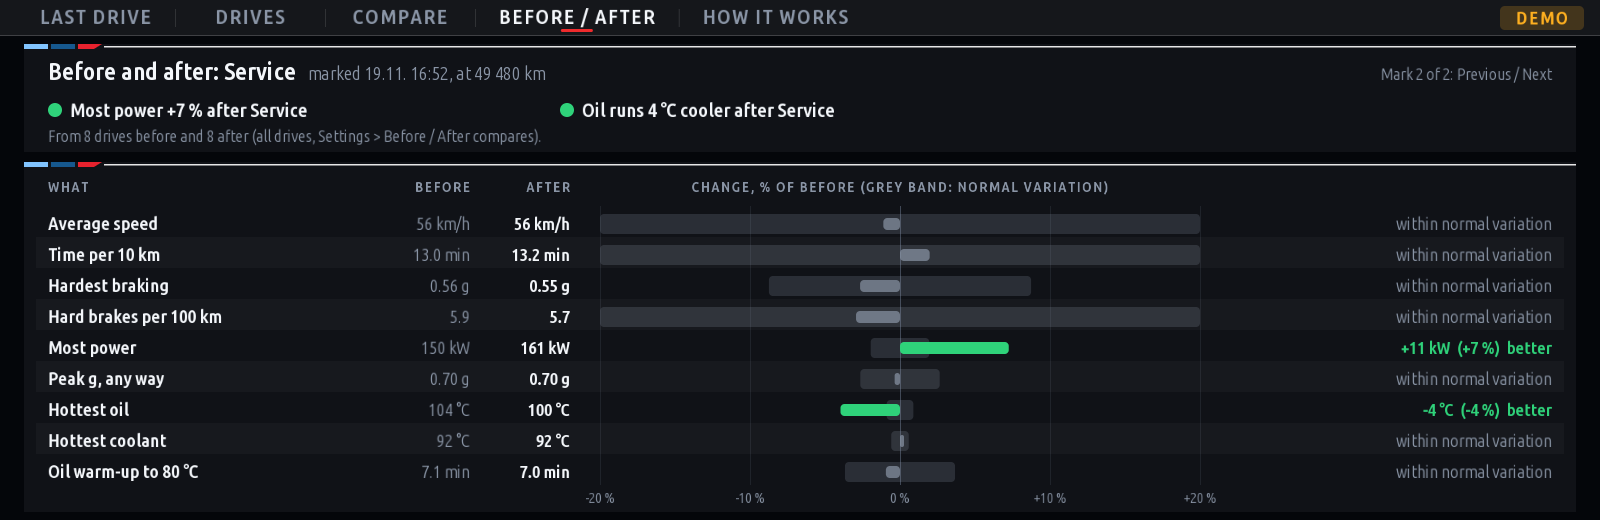 LAST DRIVE DRIVES COMPARE BEFORE / AFTER HOW IT WORKS DEMO
Before and after: Service marked 19.11. 16:52, at 49 480 km Mark 2 of 2: Previous / Next
Most power +7 % after Service Oil runs 4 °C cooler after Service
From 8 drives before and 8 after (all drives, Settings > Before / After compares).
WHAT BEFORE AFTER CHANGE, % OF BEFORE (GREY BAND: NORMAL VARIATION)
Average speed 56 km/h 56 km/h within normal variation
Time per 10 km 13.0 min 13.2 min within normal variation
Hardest braking 0.56 g 0.55 g within normal variation
Hard brakes per 100 km 5.9 5.7 within normal variation
Most power 150 kW 161 kW +11 kW (+7 %) better
Peak g, any way 0.70 g 0.70 g within normal variation
Hottest oil 104 °C 100 °C -4 °C (-4 %) better
Hottest coolant 92 °C 92 °C within normal variation
Oil warm-up to 80 °C 7.1 min 7.0 min within normal variation
-20 % -10 % 0 % +10 % +20 %